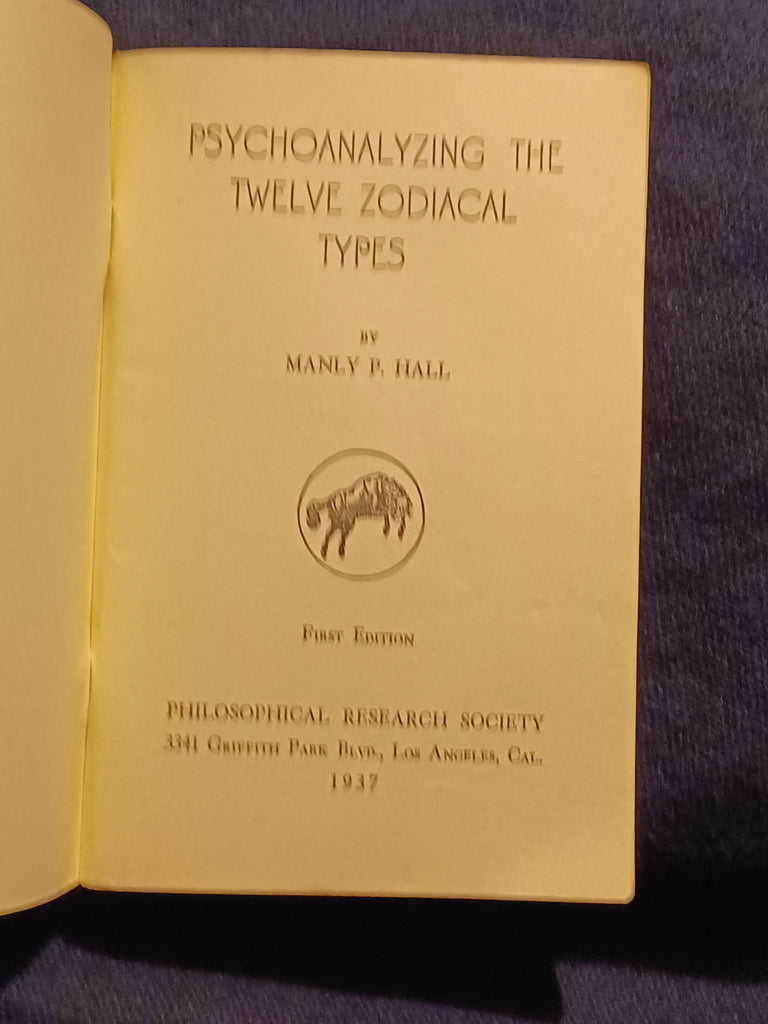 PSYCHOANALYZING THE
TWELVE ZODIACAL
TYPES
BY
MANLY P. HALL
FIRST EDITION
PHILOSOPHICAL RESEARCH SOCIETY
3341 GRIFFITH PARK BLVD., LOS ANGELES, CAL.
1937